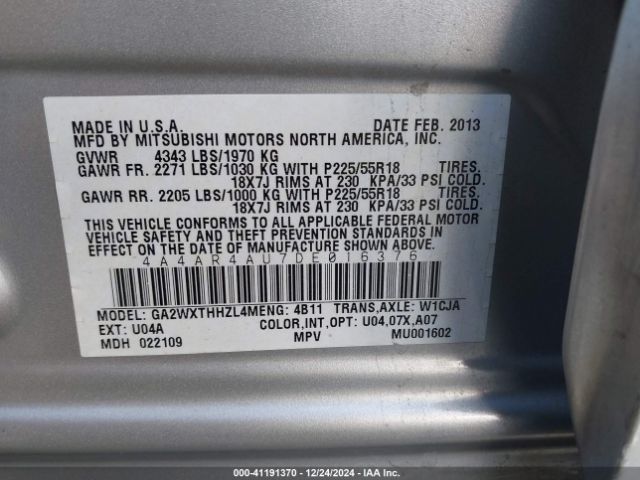 MADE IN U.S.A. DATE FEB. 2013
MFD BY MITSUBISHI MOTORS NORTH AMERICA, INC.
GVWR 4343 LBS/1970 KG
GAWR FR. 2271 LBS/1030 KG WITH P225/55R18 TIRES.
18X7J RIMS AT 230 KPA/33 PSI COLD.
GAWR RR. 2205 LBS/1000 KG WITH P225/55R18 TIRES.
18X7J RIMS AT 230 KPA/33 PSI COLD.
THIS VEHICLE CONFORMS TO ALL APPLICABLE FEDERAL MOTOR
VEHICLE SAFETY AND THEFT PREVENTION STANDARDS IN EFFECT
ON THE DATE OF MANUFACTURE SHOWN ABOVE.
4A4AR4AU7DE016376
MODEL: GA2WXTHHZL4MENG: 4B11 TRANS,AXLE: W1CJA
EXT: U04A COLOR,INT,OPT: U04,07X,A07
MDH 022109 MPV MU001602
000-41191370 - 12/24/2024 - IAA Inc.